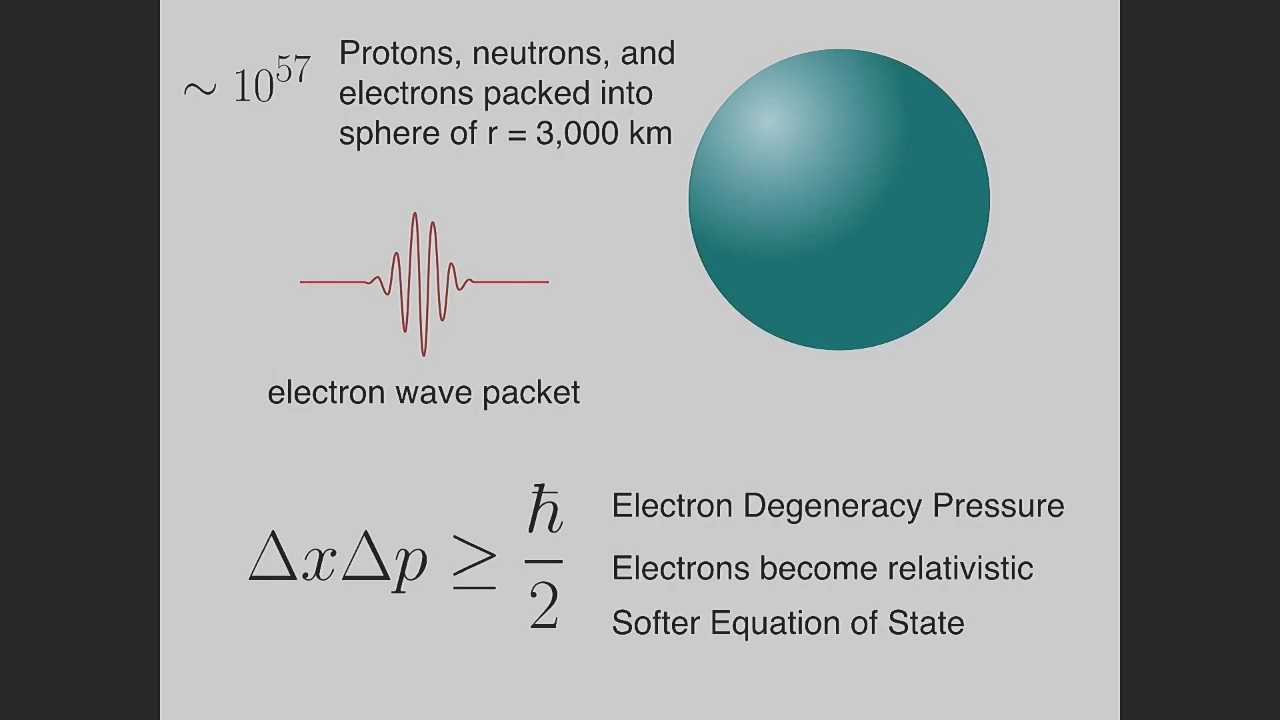 ~ 10^57
Protons, neutrons, and
electrons packed into
sphere of r = 3,000 km
electron wave packet
ΔxΔp ≥ ħ/2
Electron Degeneracy Pressure
Electrons become relativistic
Softer Equation of State